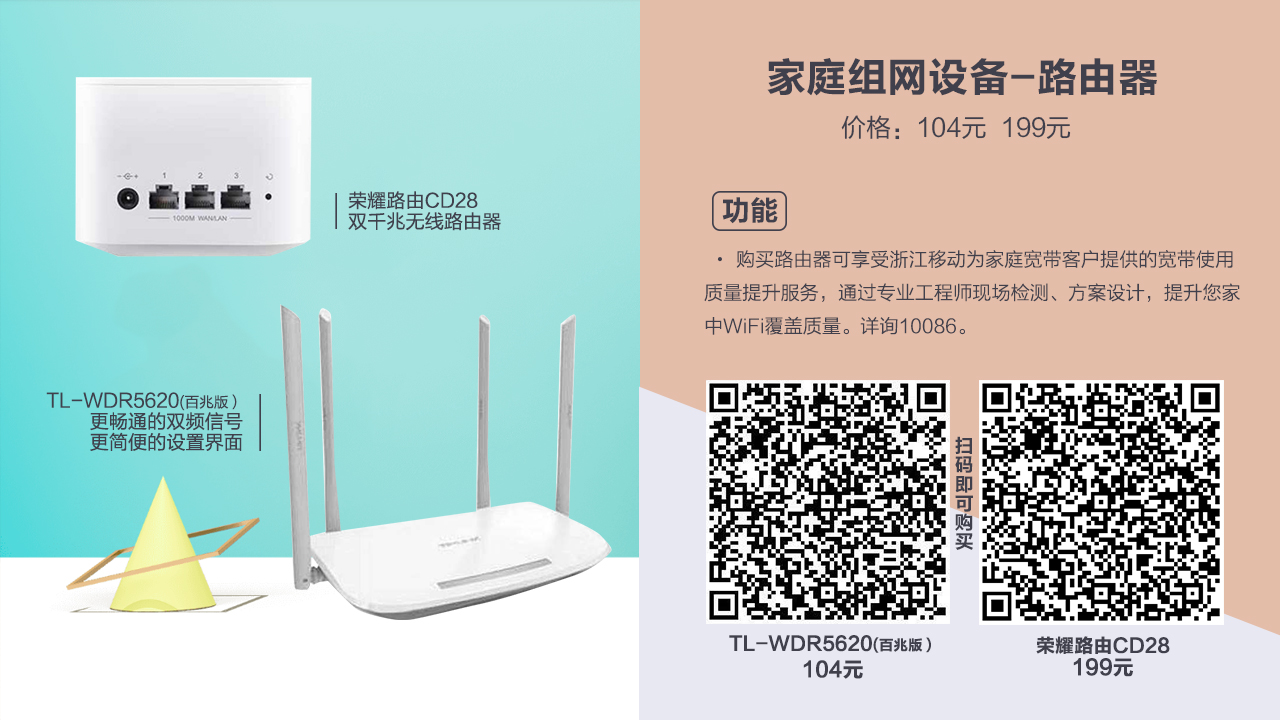 家庭组网设备-路由器
价格：104元 199元
1 2 3
1000M WAN/LAN
荣耀路由CD28
双千兆无线路由器
TL-WDR5620(百兆版)
更畅通的双频信号
更简便的设置界面
TP-LINK
功能
· 购买路由器可享受浙江移动为家庭宽带客户提供的宽带使用
质量提升服务，通过专业工程师现场检测、方案设计，提升您家
中WiFi覆盖质量。详询10086。
扫码即可购买
TL-WDR5620(百兆版)
104元
荣耀路由CD28
199元